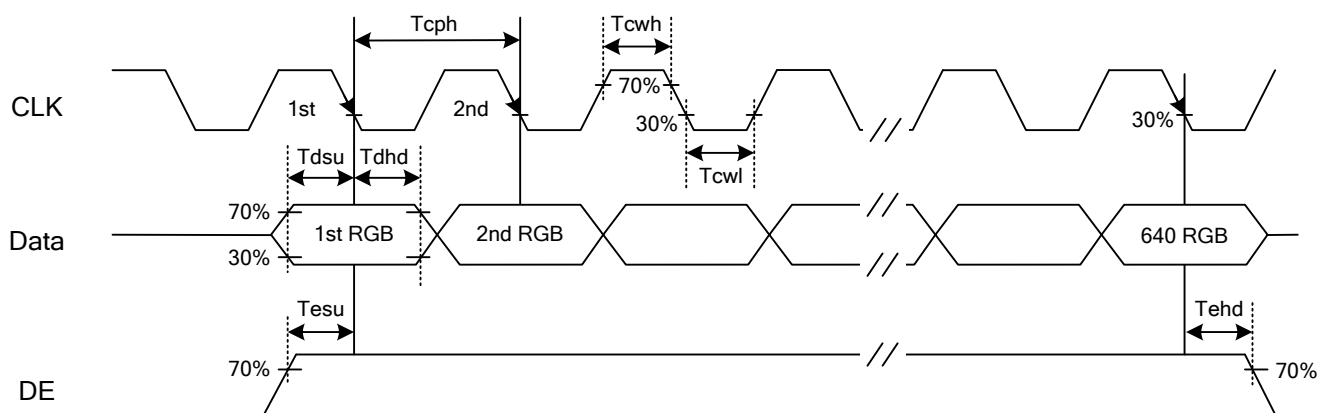 Tcph
Tcwh
CLK
1st
2nd
70%
30%
30%
Tcwl
Tdsu
Tdhd
70%
Data
1st RGB
2nd RGB
640 RGB
30%
Tesu
Tehd
70%
70%
DE